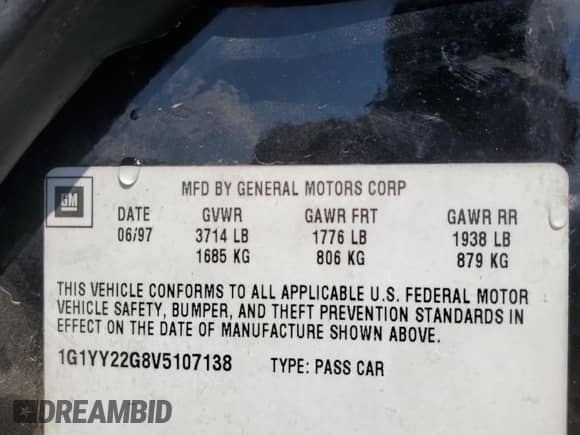 MFD BY GENERAL MOTORS CORP
GM
DATE GVWR GAWR FRT GAWR RR
06/97 3714 LB 1776 LB 1938 LB
1685 KG 806 KG 879 KG
THIS VEHICLE CONFORMS TO ALL APPLICABLE U.S. FEDERAL MOTOR
VEHICLE SAFETY, BUMPER, AND THEFT PREVENTION STANDARDS IN
EFFECT ON THE DATE OF MANUFACTURE SHOWN ABOVE.
1G1YY22G8V5107138 TYPE: PASS CAR
DREAMBID